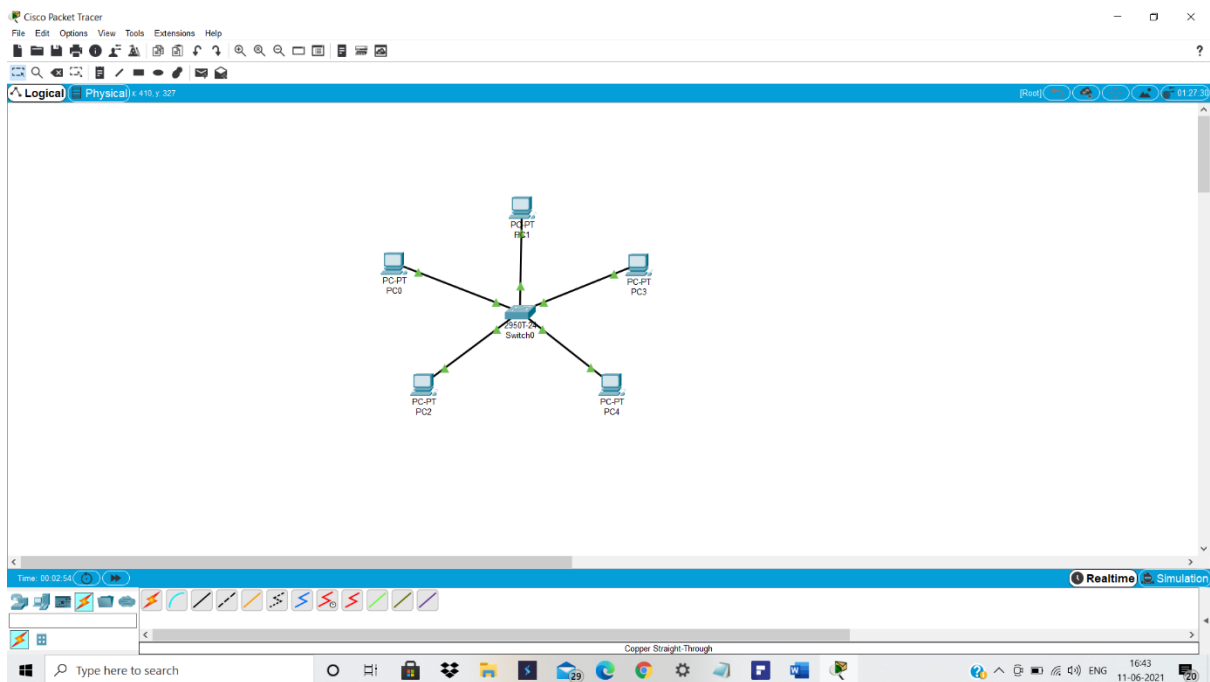 Cisco Packet Tracer
File Edit Options View Tools Extensions Help
?
Logical Physical x: 410, y: 327 [Root] 01:27:30
PC-PT
PC1
PC-PT
PC0
PC-PT
PC3
2950T-24
Switch0
PC-PT
PC2
PC-PT
PC4
Time: 00:02:54 Realtime Simulation
Copper Straight-Through
Type here to search 29 ENG 16:43
11-06-2021 20